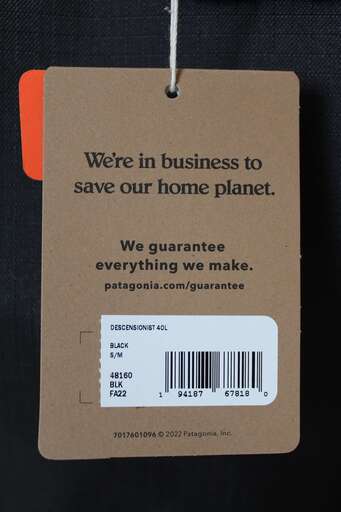 We're in business to
save our home planet.
We guarantee
everything we make.
patagonia.com/guarantee
DESCENSIONIST 40L
BLACK
S/M
48160
BLK
FA22
1 94187 67818 0
7017601096 © 2022 Patagonia, Inc.